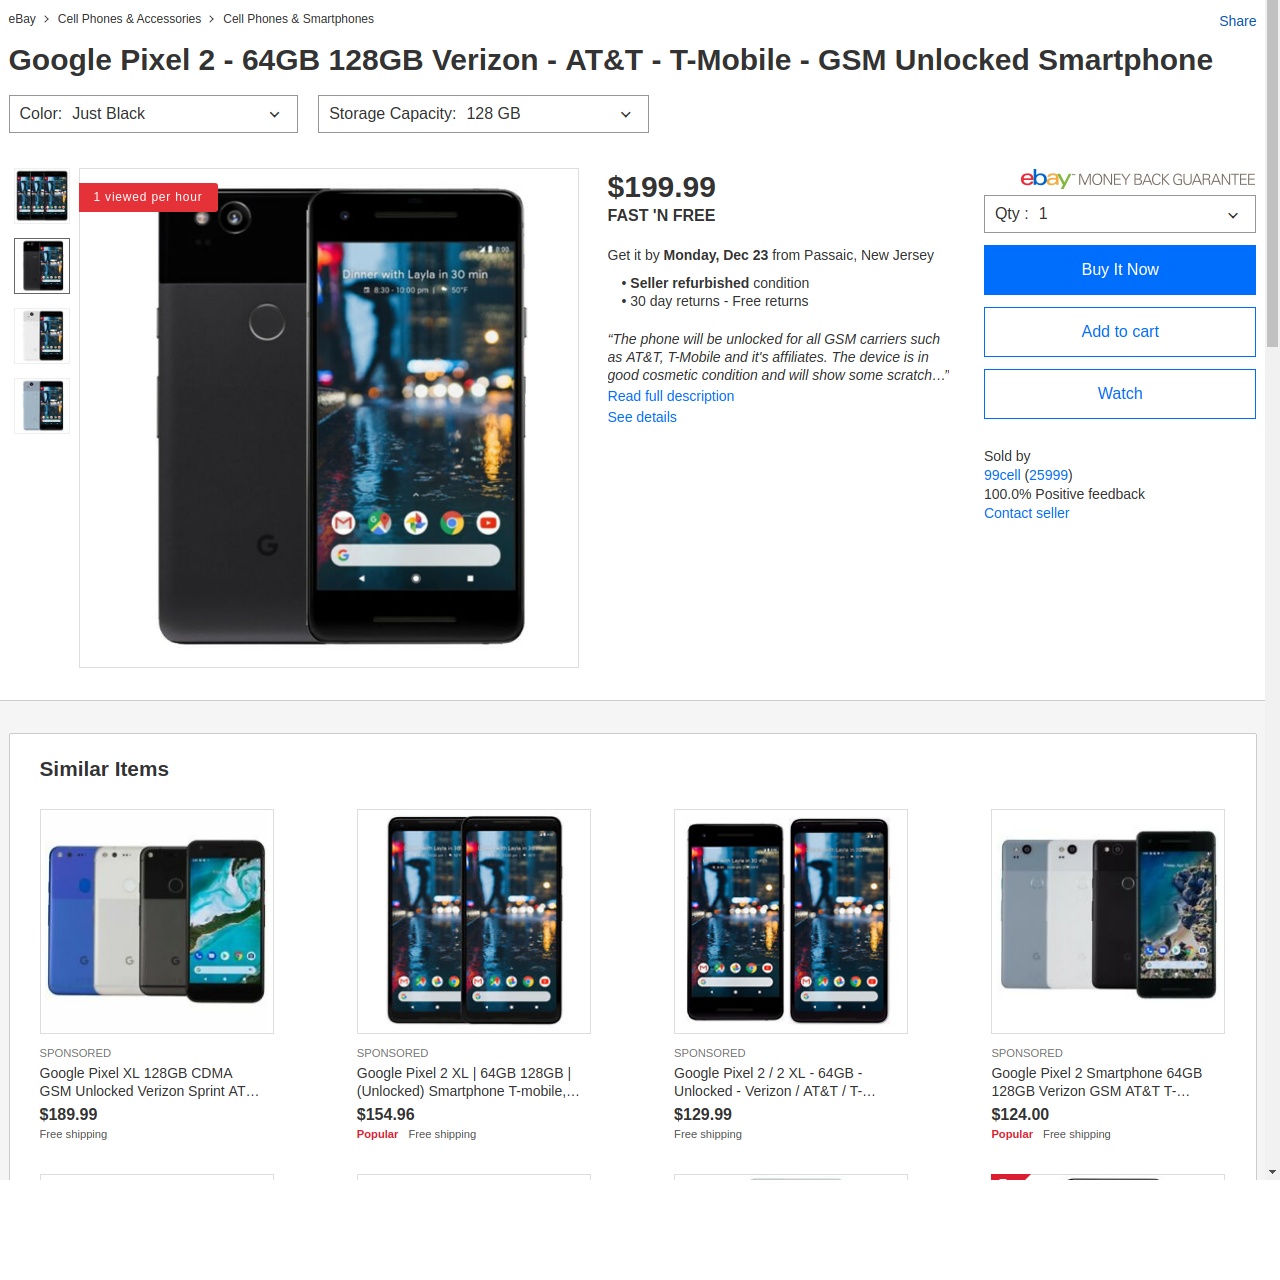 eBay > Cell Phones & Accessories > Cell Phones & Smartphones
Share
Google Pixel 2 - 64GB 128GB Verizon - AT&T - T-Mobile - GSM Unlocked Smartphone
Color: Just Black
Storage Capacity: 128 GB
1 viewed per hour
Dinner with Layla in 30 min
8:30 - 10:00 pm | 50°F
$199.99
FAST 'N FREE
Get it by Monday, Dec 23 from Passaic, New Jersey
• Seller refurbished condition
• 30 day returns - Free returns
“The phone will be unlocked for all GSM carriers such
as AT&T, T-Mobile and it's affiliates. The device is in
good cosmetic condition and will show some scratch…”
Read full description
See details
ebay MONEY BACK GUARANTEE
Qty : 1
Buy It Now
Add to cart
Watch
Sold by
99cell (25999)
100.0% Positive feedback
Contact seller
Similar Items
SPONSORED
Google Pixel XL 128GB CDMA
GSM Unlocked Verizon Sprint AT…
$189.99
Free shipping
SPONSORED
Google Pixel 2 XL | 64GB 128GB |
(Unlocked) Smartphone T-mobile,…
$154.96
Popular Free shipping
SPONSORED
Google Pixel 2 / 2 XL - 64GB -
Unlocked - Verizon / AT&T / T-…
$129.99
Free shipping
SPONSORED
Google Pixel 2 Smartphone 64GB
128GB Verizon GSM AT&T T-…
$124.00
Popular Free shipping